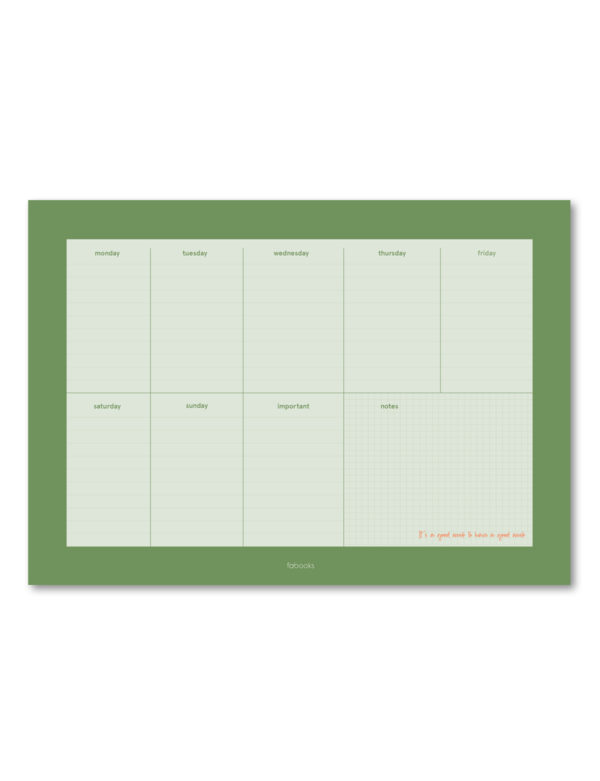 monday
tuesday
wednesday
thursday
friday
saturday
sunday
important
notes
It's a good week to have a good week
fabooks